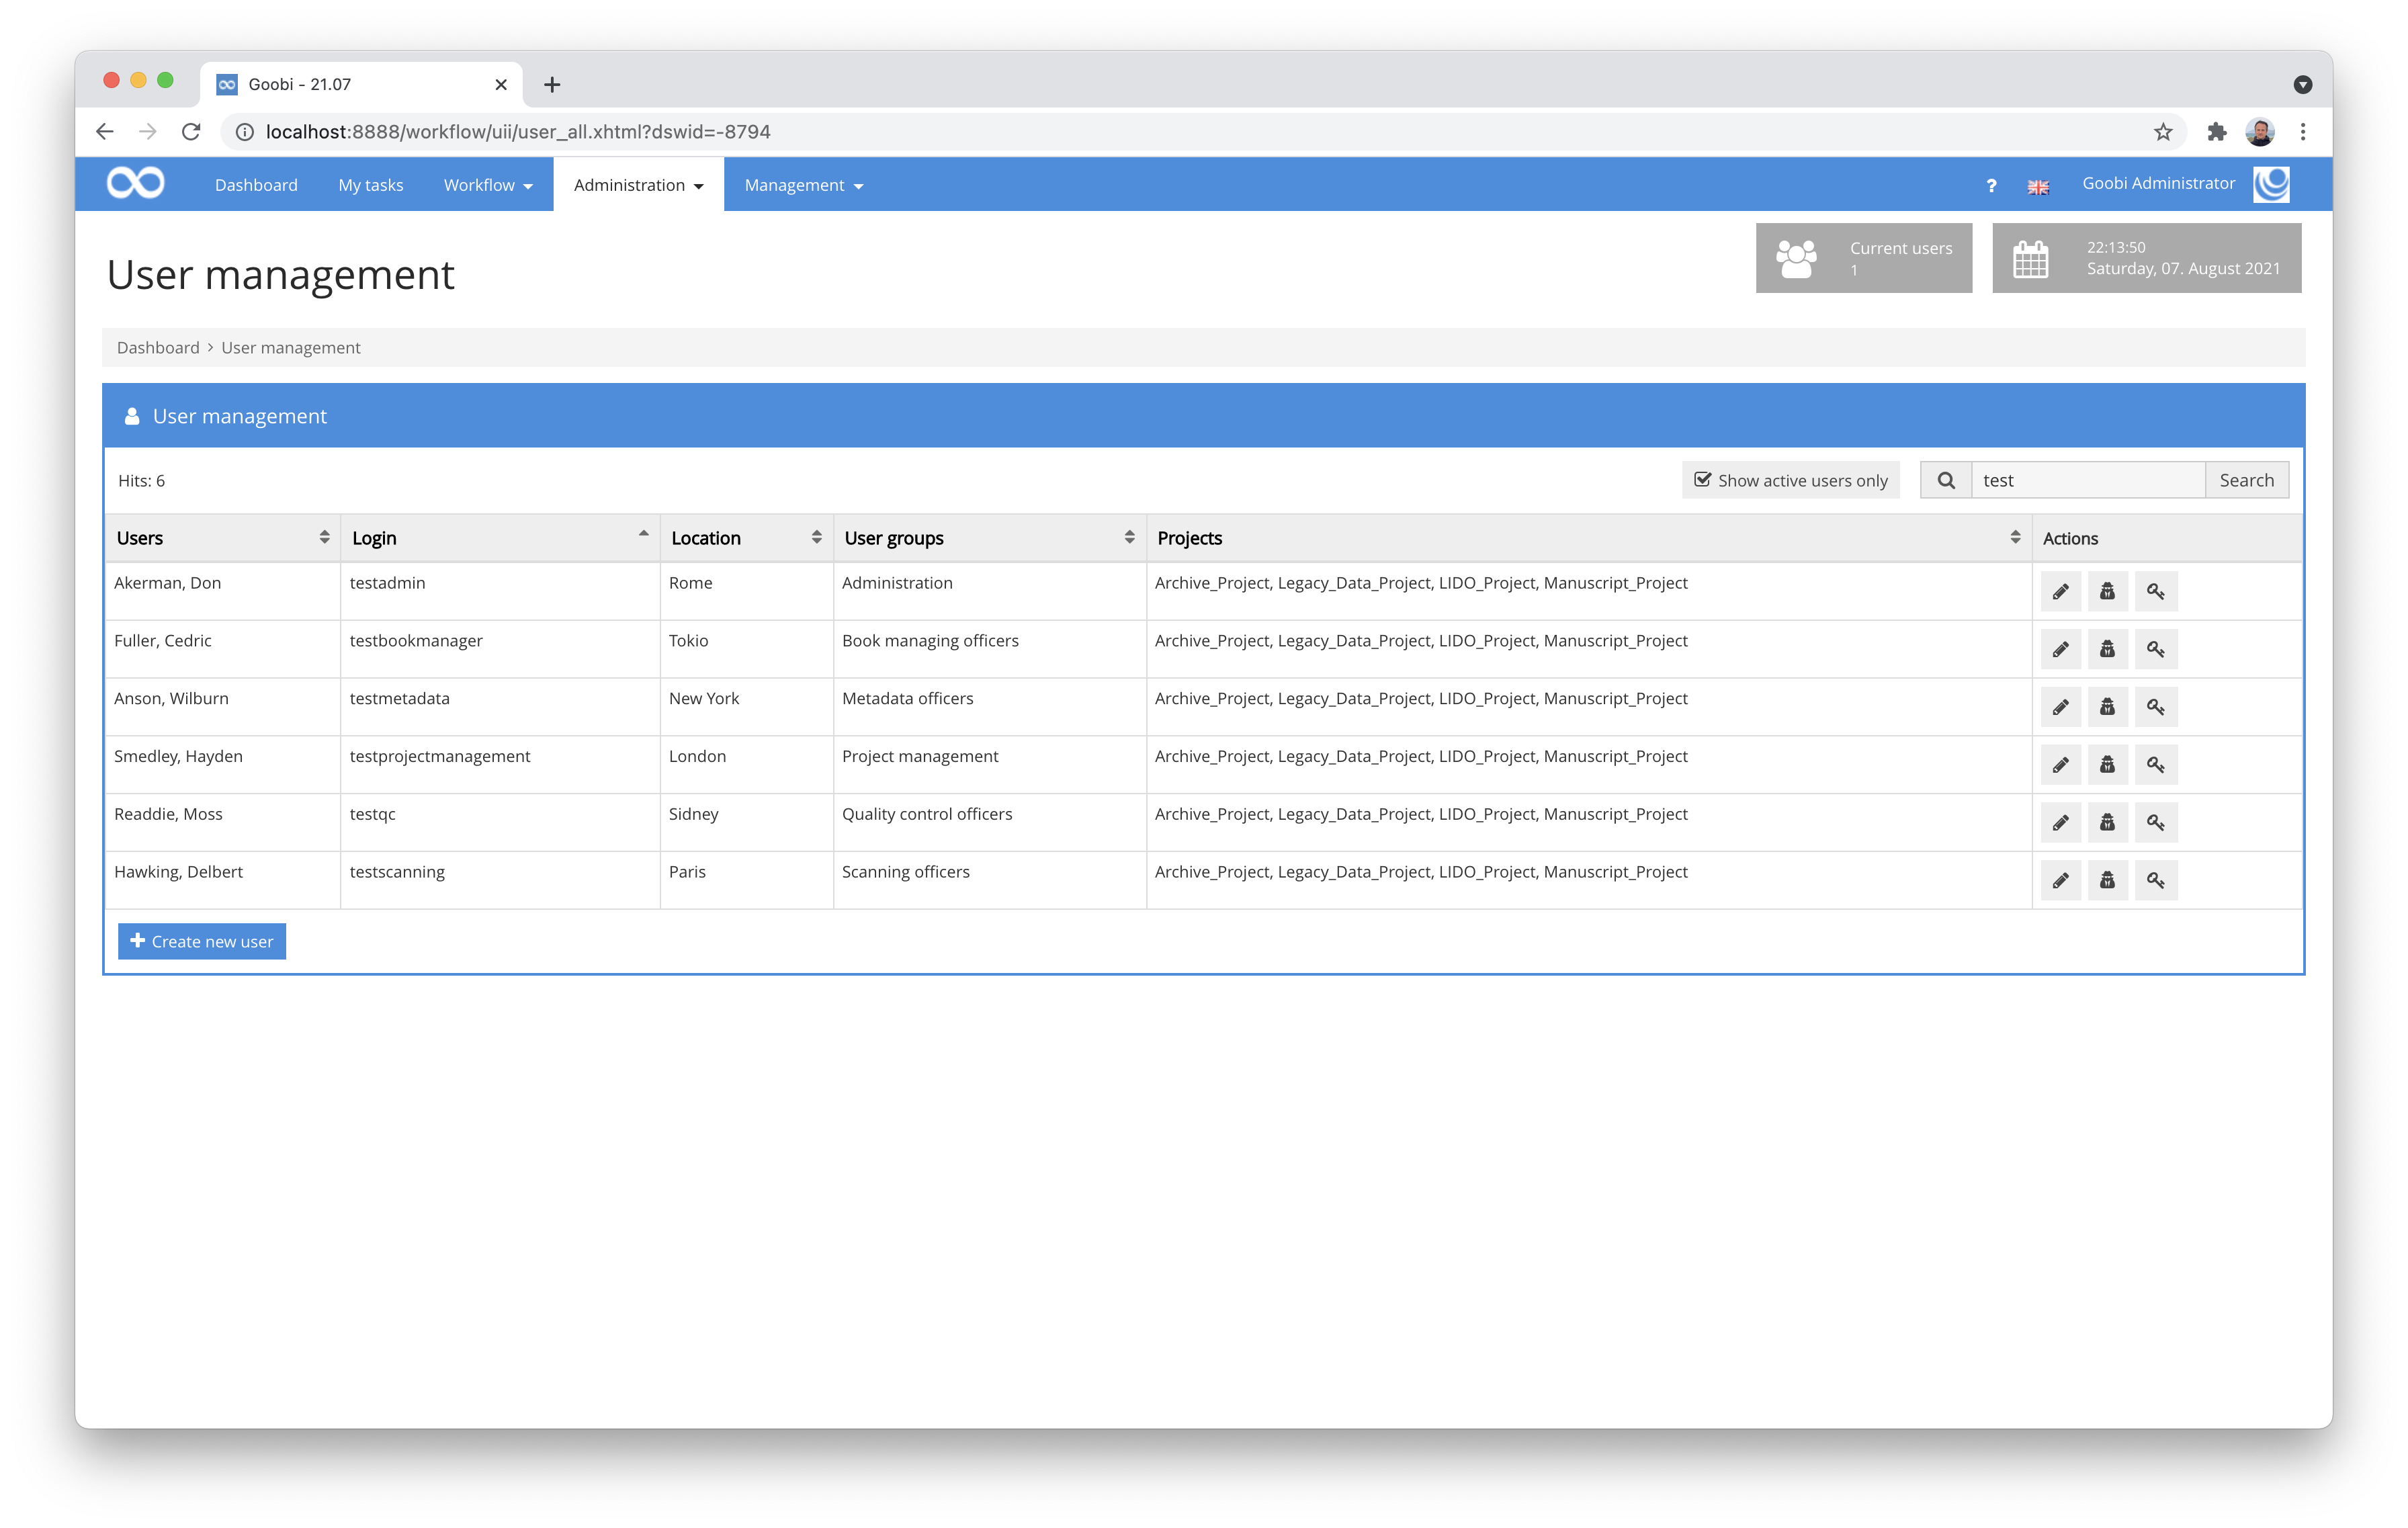 Goobi - 21.07
localhost:8888/workflow/uii/user_all.xhtml?dswid=-8794
Dashboard My tasks Workflow Administration Management ? Goobi Administrator
Current users
1
22:13:50
Saturday, 07. August 2021
User management
Dashboard > User management
User management
Hits: 6 Show active users only test Search
Users Login Location User groups Projects Actions
Akerman, Don testadmin Rome Administration Archive_Project, Legacy_Data_Project, LIDO_Project, Manuscript_Project
Fuller, Cedric testbookmanager Tokio Book managing officers Archive_Project, Legacy_Data_Project, LIDO_Project, Manuscript_Project
Anson, Wilburn testmetadata New York Metadata officers Archive_Project, Legacy_Data_Project, LIDO_Project, Manuscript_Project
Smedley, Hayden testprojectmanagement London Project management Archive_Project, Legacy_Data_Project, LIDO_Project, Manuscript_Project
Readdie, Moss testqc Sidney Quality control officers Archive_Project, Legacy_Data_Project, LIDO_Project, Manuscript_Project
Hawking, Delbert testscanning Paris Scanning officers Archive_Project, Legacy_Data_Project, LIDO_Project, Manuscript_Project
Create new user